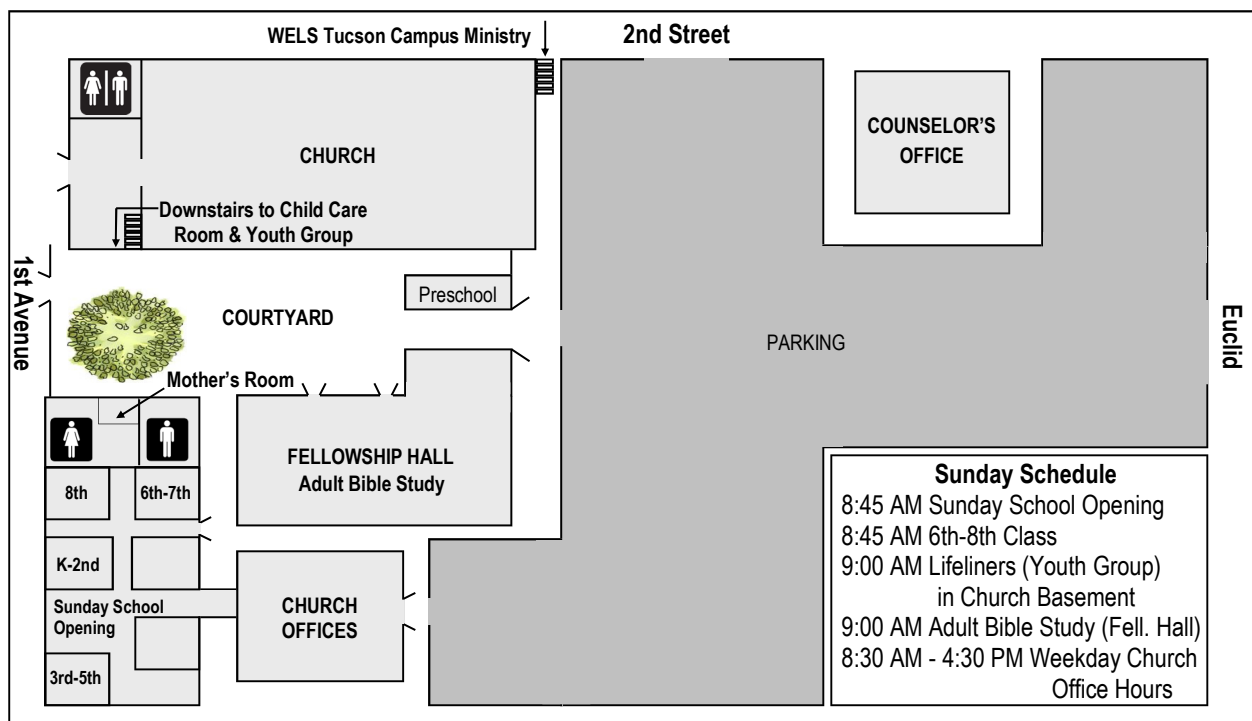 WELS Tucson Campus Ministry
2nd Street
COUNSELOR'S
OFFICE
CHURCH
Downstairs to Child Care
Room & Youth Group
1st Avenue
Preschool
COURTYARD
PARKING
Euclid
Mother's Room
FELLOWSHIP HALL
Adult Bible Study
8th
6th-7th
K-2nd
Sunday School
Opening
3rd-5th
CHURCH
OFFICES
Sunday Schedule
8:45 AM Sunday School Opening
8:45 AM 6th-8th Class
9:00 AM Lifeliners (Youth Group)
in Church Basement
9:00 AM Adult Bible Study (Fell. Hall)
8:30 AM - 4:30 PM Weekday Church
Office Hours